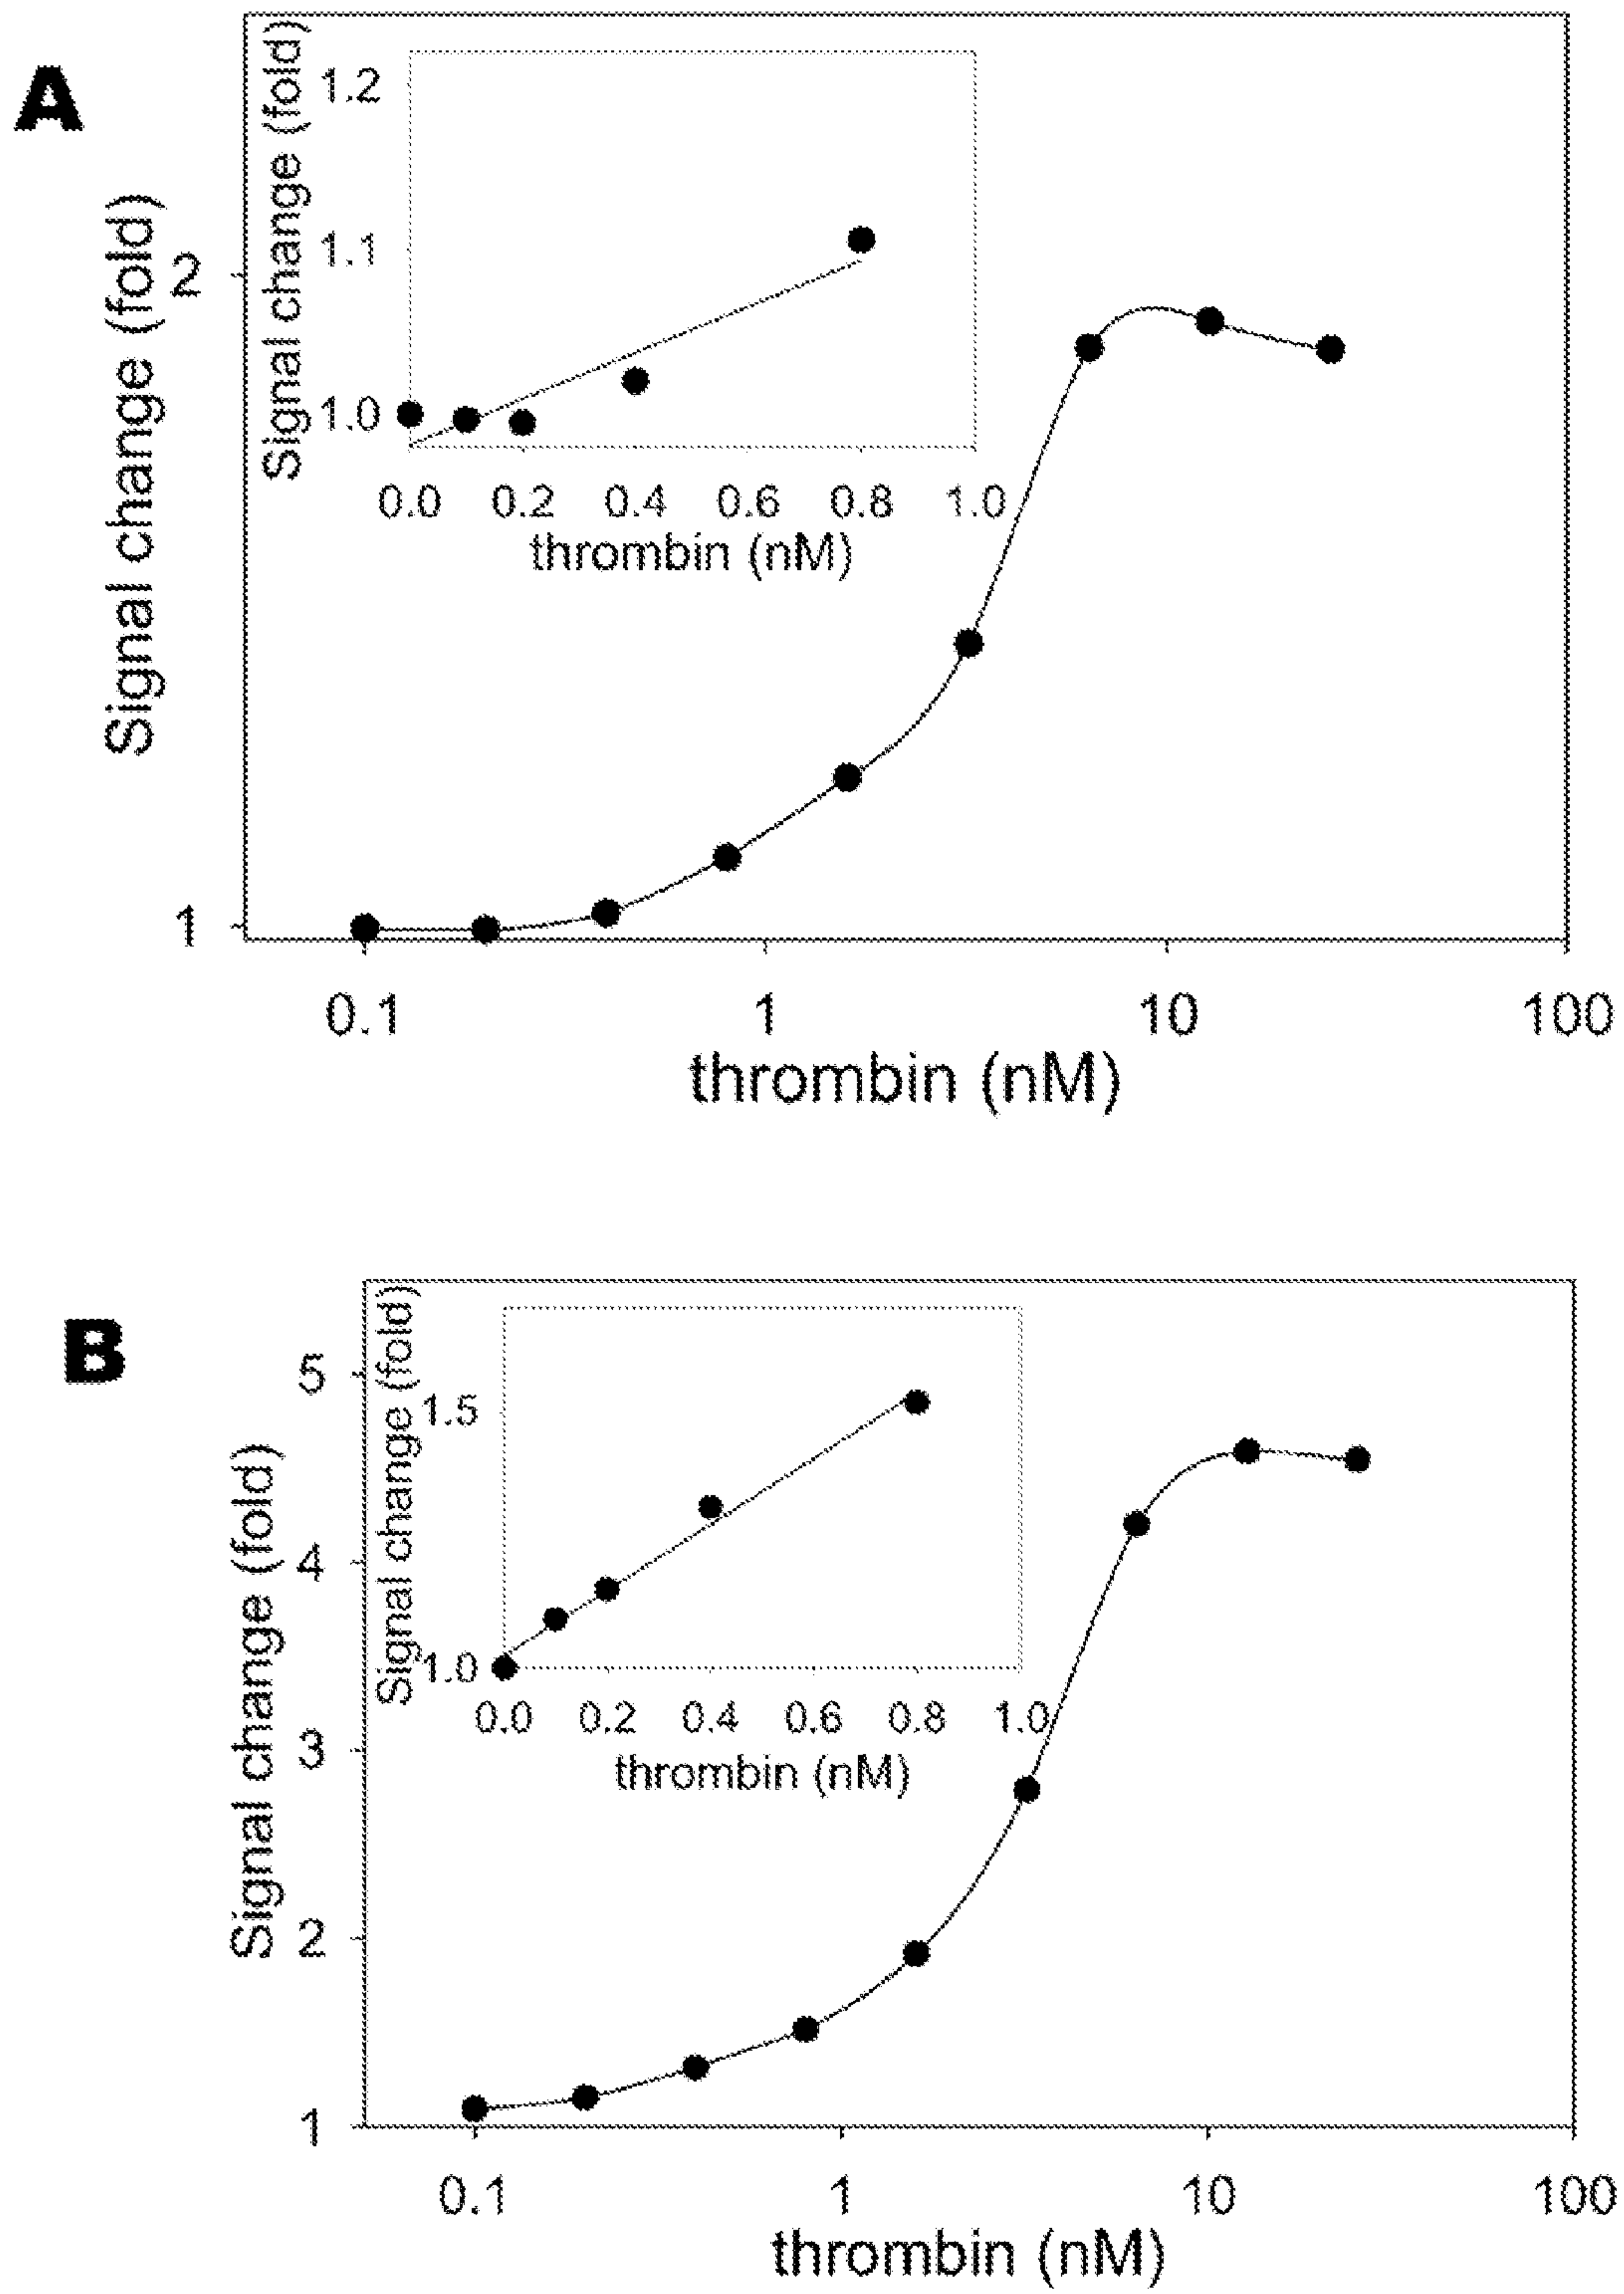 A
Signal change (fold)
2
1
Signal change (fold)
1.2
1.1
1.0
0.0 0.2 0.4 0.6 0.8 1.0
thrombin (nM)
0.1 1 10 100
thrombin (nM)
B
Signal change (fold)
5
4
3
2
1
Signal change (fold)
1.5
1.0
0.0 0.2 0.4 0.6 0.8 1.0
thrombin (nM)
0.1 1 10 100
thrombin (nM)